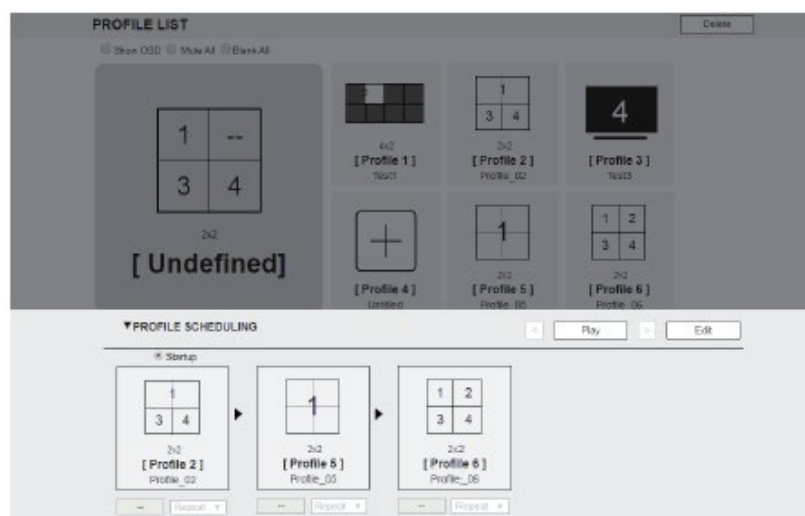 PROFILE LIST
Delete
Show OSD Mute All Blank All
1 --
3 4
2x2
[ Undefined]
4x2
[ Profile 1 ]
Test1
1
3 4
2x2
[ Profile 2 ]
Profile_02
4
[ Profile 3 ]
Test3
[ Profile 4 ]
Untitled
1
2x2
[ Profile 5 ]
Profile_05
1 2
3 4
2x2
[ Profile 6 ]
Profile_06
▼PROFILE SCHEDULING
< Play > Edit
Startup
1
3 4
2x2
[ Profile 2 ]
Profile_02
-- Repeat
1
2x2
[ Profile 5 ]
Profile_05
-- Repeat
1 2
3 4
2x2
[ Profile 6 ]
Profile_06
-- Repeat